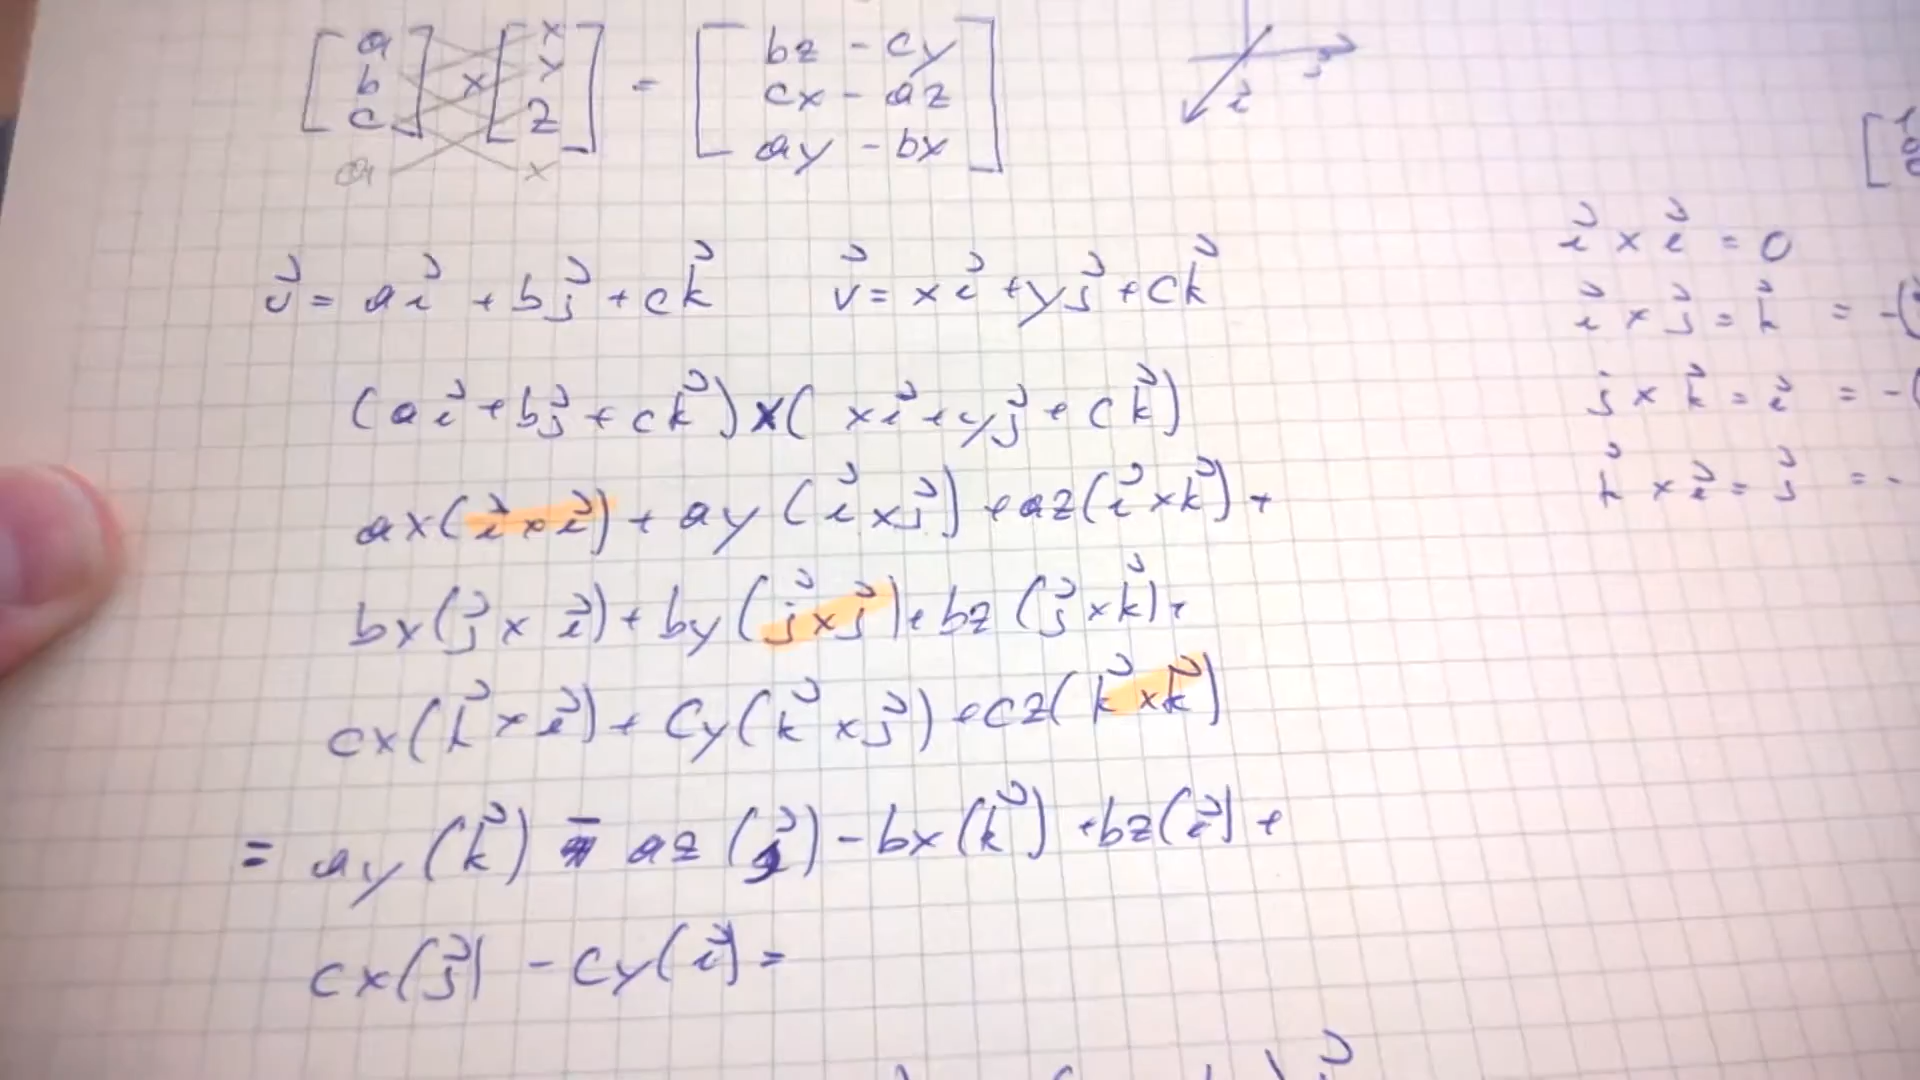 [a b c] × [x y z] = [bz - cy
cx - az
ay - bx]
a x
i⃗ j⃗
i⃗ × i⃗ = 0
i⃗ × j⃗ = k⃗ = -(
j⃗ × k⃗ = i⃗ = -(
k⃗ × i⃗ = j⃗ = -
u⃗ = ai⃗ + bj⃗ + ck⃗ v⃗ = xi⃗ + yj⃗ + ck⃗
(ai⃗ + bj⃗ + ck⃗) × (xi⃗ + yj⃗ + ck⃗)
ax(i⃗ × i⃗) + ay(i⃗ × j⃗) + az(i⃗ × k⃗) +
bx(j⃗ × i⃗) + by(j⃗ × j⃗) + bz(j⃗ × k⃗) +
cx(k⃗ × i⃗) + cy(k⃗ × j⃗) + cz(k⃗ × k⃗)
= ay(k⃗) - az(j⃗) - bx(k⃗) + bz(i⃗) +
cx(j⃗) - cy(i⃗) =